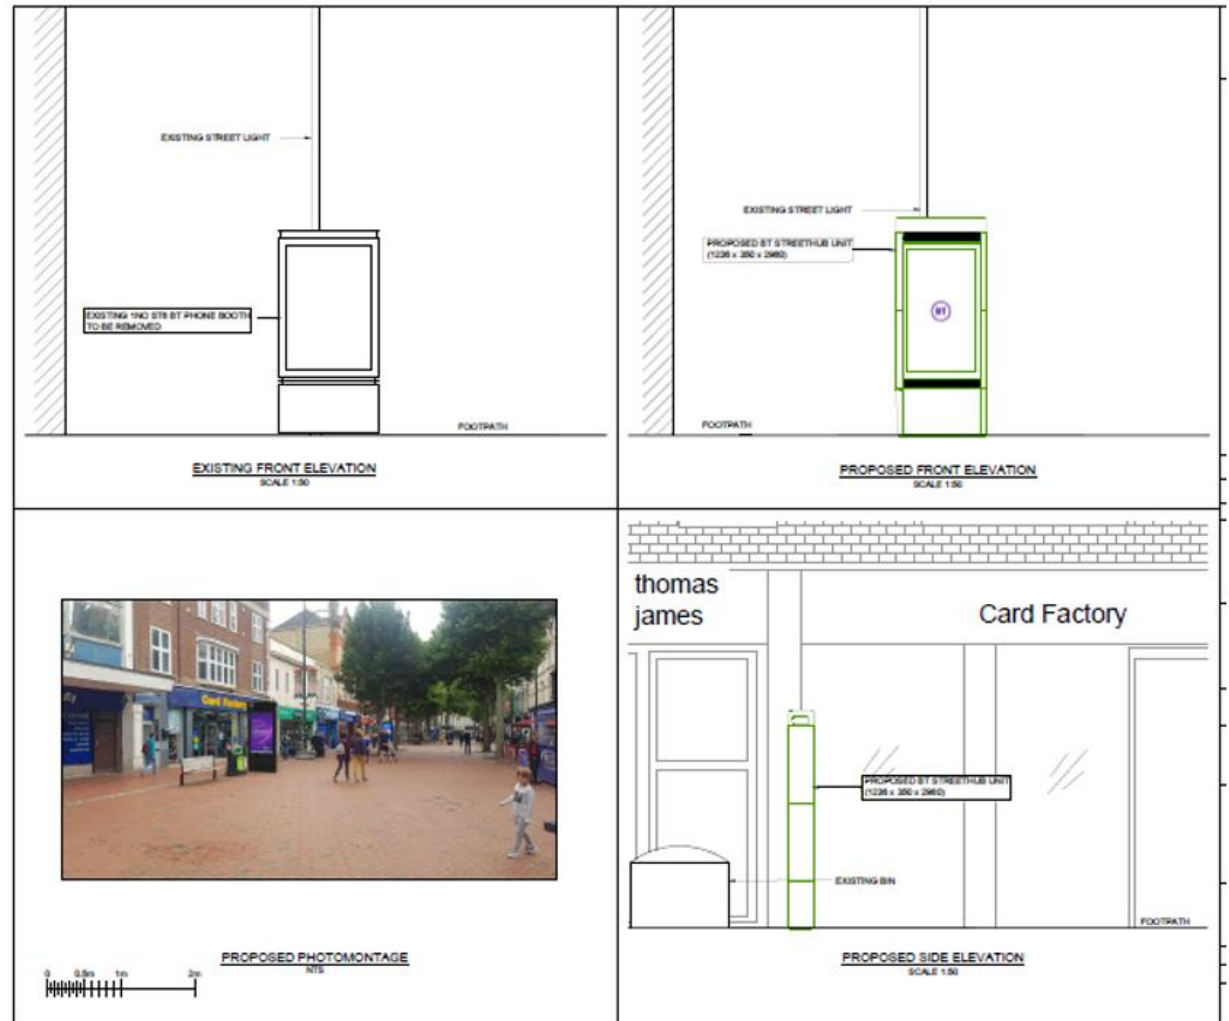 EXISTING STREET LIGHT
EXISTING 1NO ST6 BT PHONE BOOTH
TO BE REMOVED
FOOTPATH
EXISTING FRONT ELEVATION
SCALE 1:50
EXISTING STREET LIGHT
PROPOSED BT STREETHUB UNIT
(1236 x 350 x 2980)
BT
FOOTPATH
PROPOSED FRONT ELEVATION
SCALE 1:50
Card Factory
PROPOSED PHOTOMONTAGE
NTS
0 0.5m 1m 2m
thomas
james
Card Factory
PROPOSED BT STREETHUB UNIT
(1236 x 350 x 2980)
EXISTING BIN
FOOTPATH
PROPOSED SIDE ELEVATION
SCALE 1:50